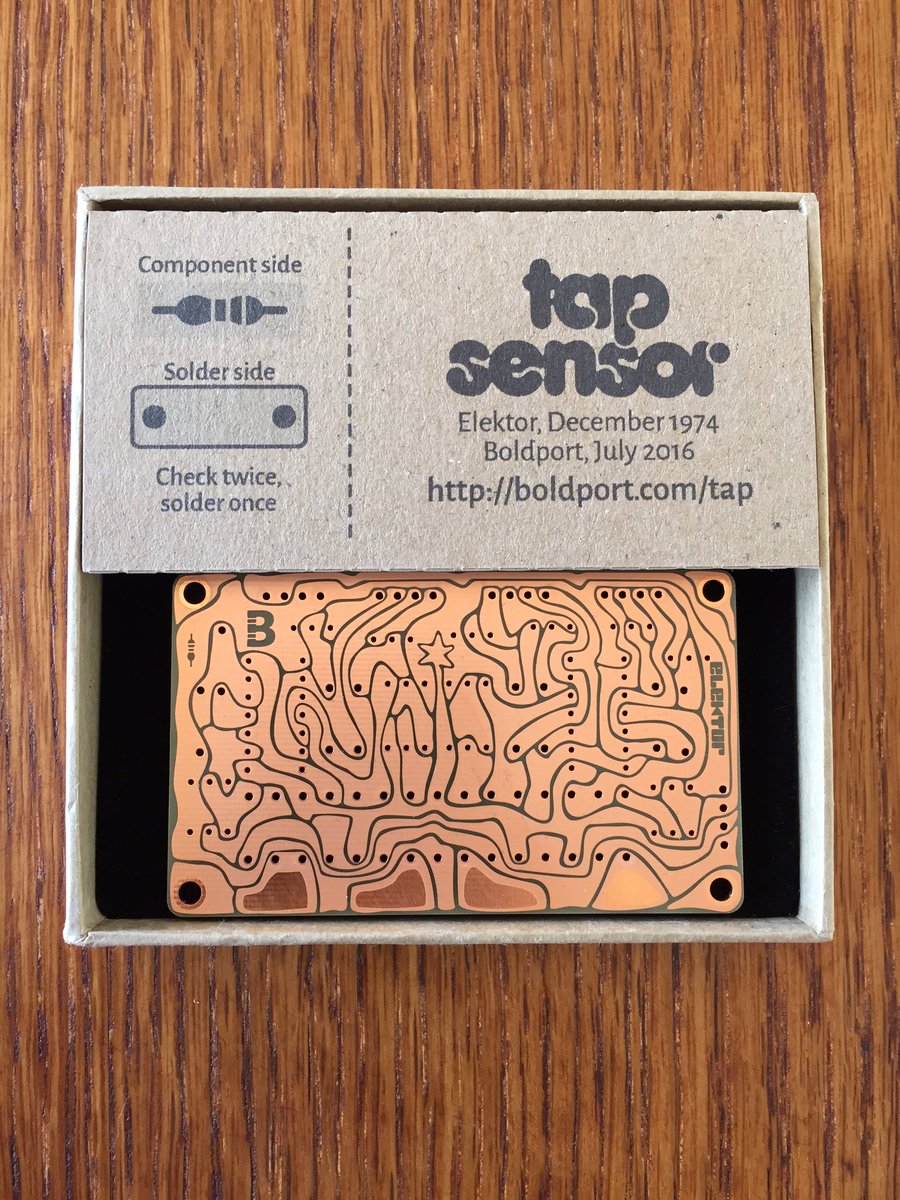 Component side
Solder side
Check twice,
solder once
tap
sensor
Elektor, December 1974
Boldport, July 2016
http://boldport.com/tap
B
ELEKTOR